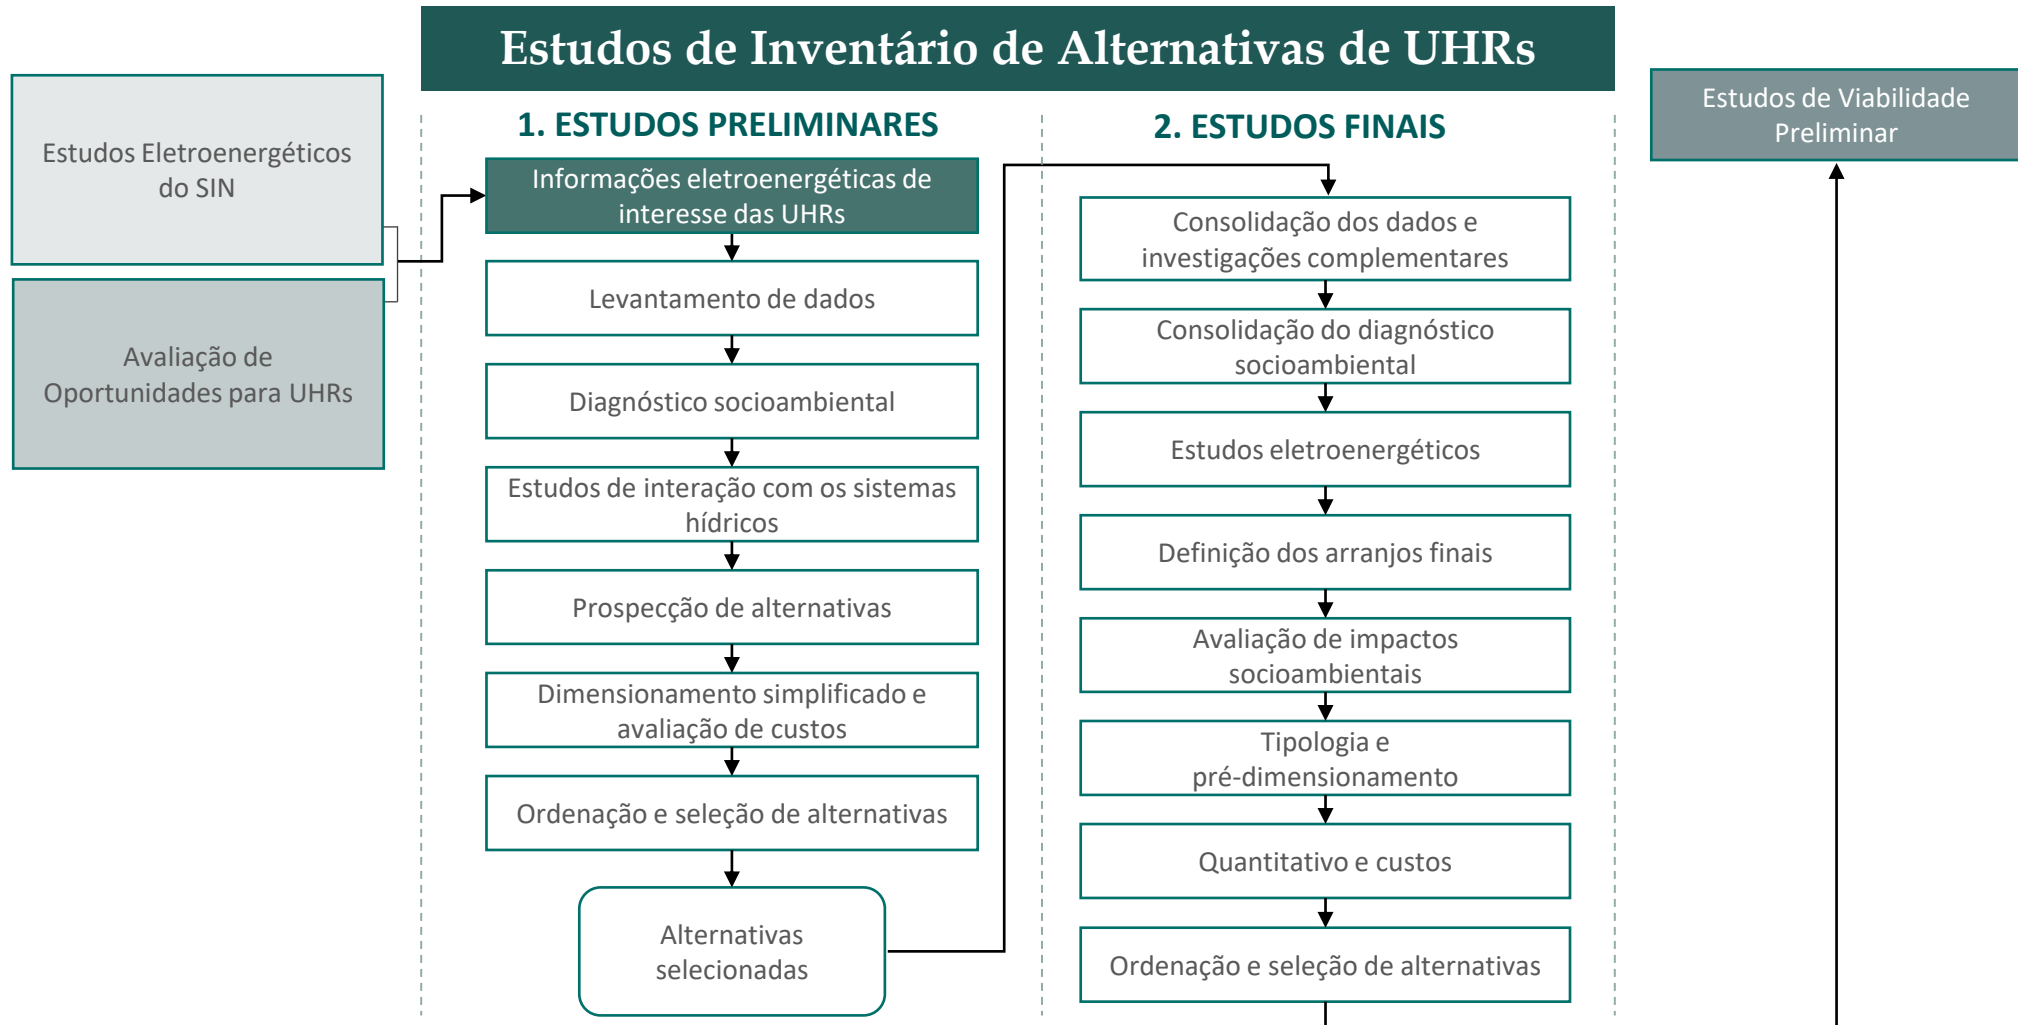 Estudos de Inventário de Alternativas de UHRs
Estudos Eletroenergéticos
do SIN
Avaliação de
Oportunidades para UHRs
1. ESTUDOS PRELIMINARES
Informações eletroenergéticas de
interesse das UHRs
Levantamento de dados
Diagnóstico socioambiental
Estudos de interação com os sistemas
hídricos
Prospecção de alternativas
Dimensionamento simplificado e
avaliação de custos
Ordenação e seleção de alternativas
Alternativas
selecionadas
2. ESTUDOS FINAIS
Consolidação dos dados e
investigações complementares
Consolidação do diagnóstico
socioambiental
Estudos eletroenergéticos
Definição dos arranjos finais
Avaliação de impactos
socioambientais
Tipologia e
pré-dimensionamento
Quantitativo e custos
Ordenação e seleção de alternativas
Estudos de Viabilidade
Preliminar